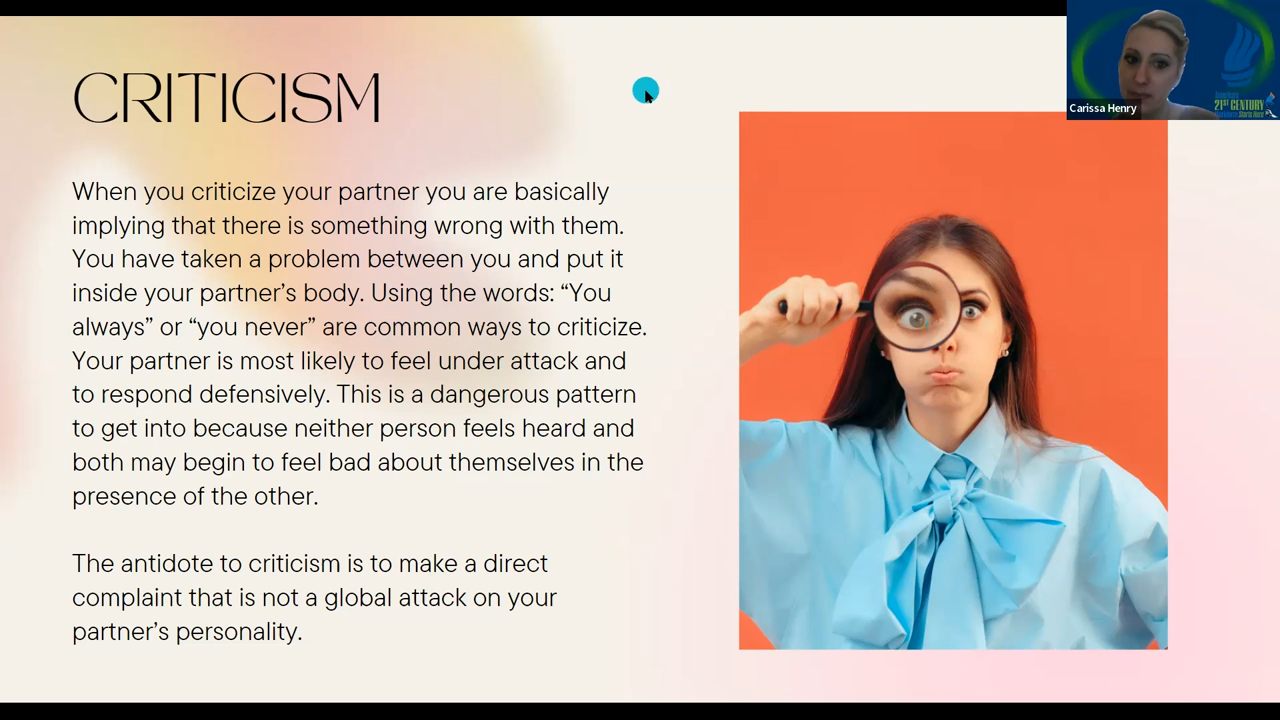 CRITICISM
When you criticize your partner you are basically
implying that there is something wrong with them.
You have taken a problem between you and put it
inside your partner’s body. Using the words: “You
always” or “you never” are common ways to criticize.
Your partner is most likely to feel under attack and
to respond defensively. This is a dangerous pattern
to get into because neither person feels heard and
both may begin to feel bad about themselves in the
presence of the other.
The antidote to criticism is to make a direct
complaint that is not a global attack on your
partner’s personality.
Carissa Henry
21ST CENTURY
Starts Here